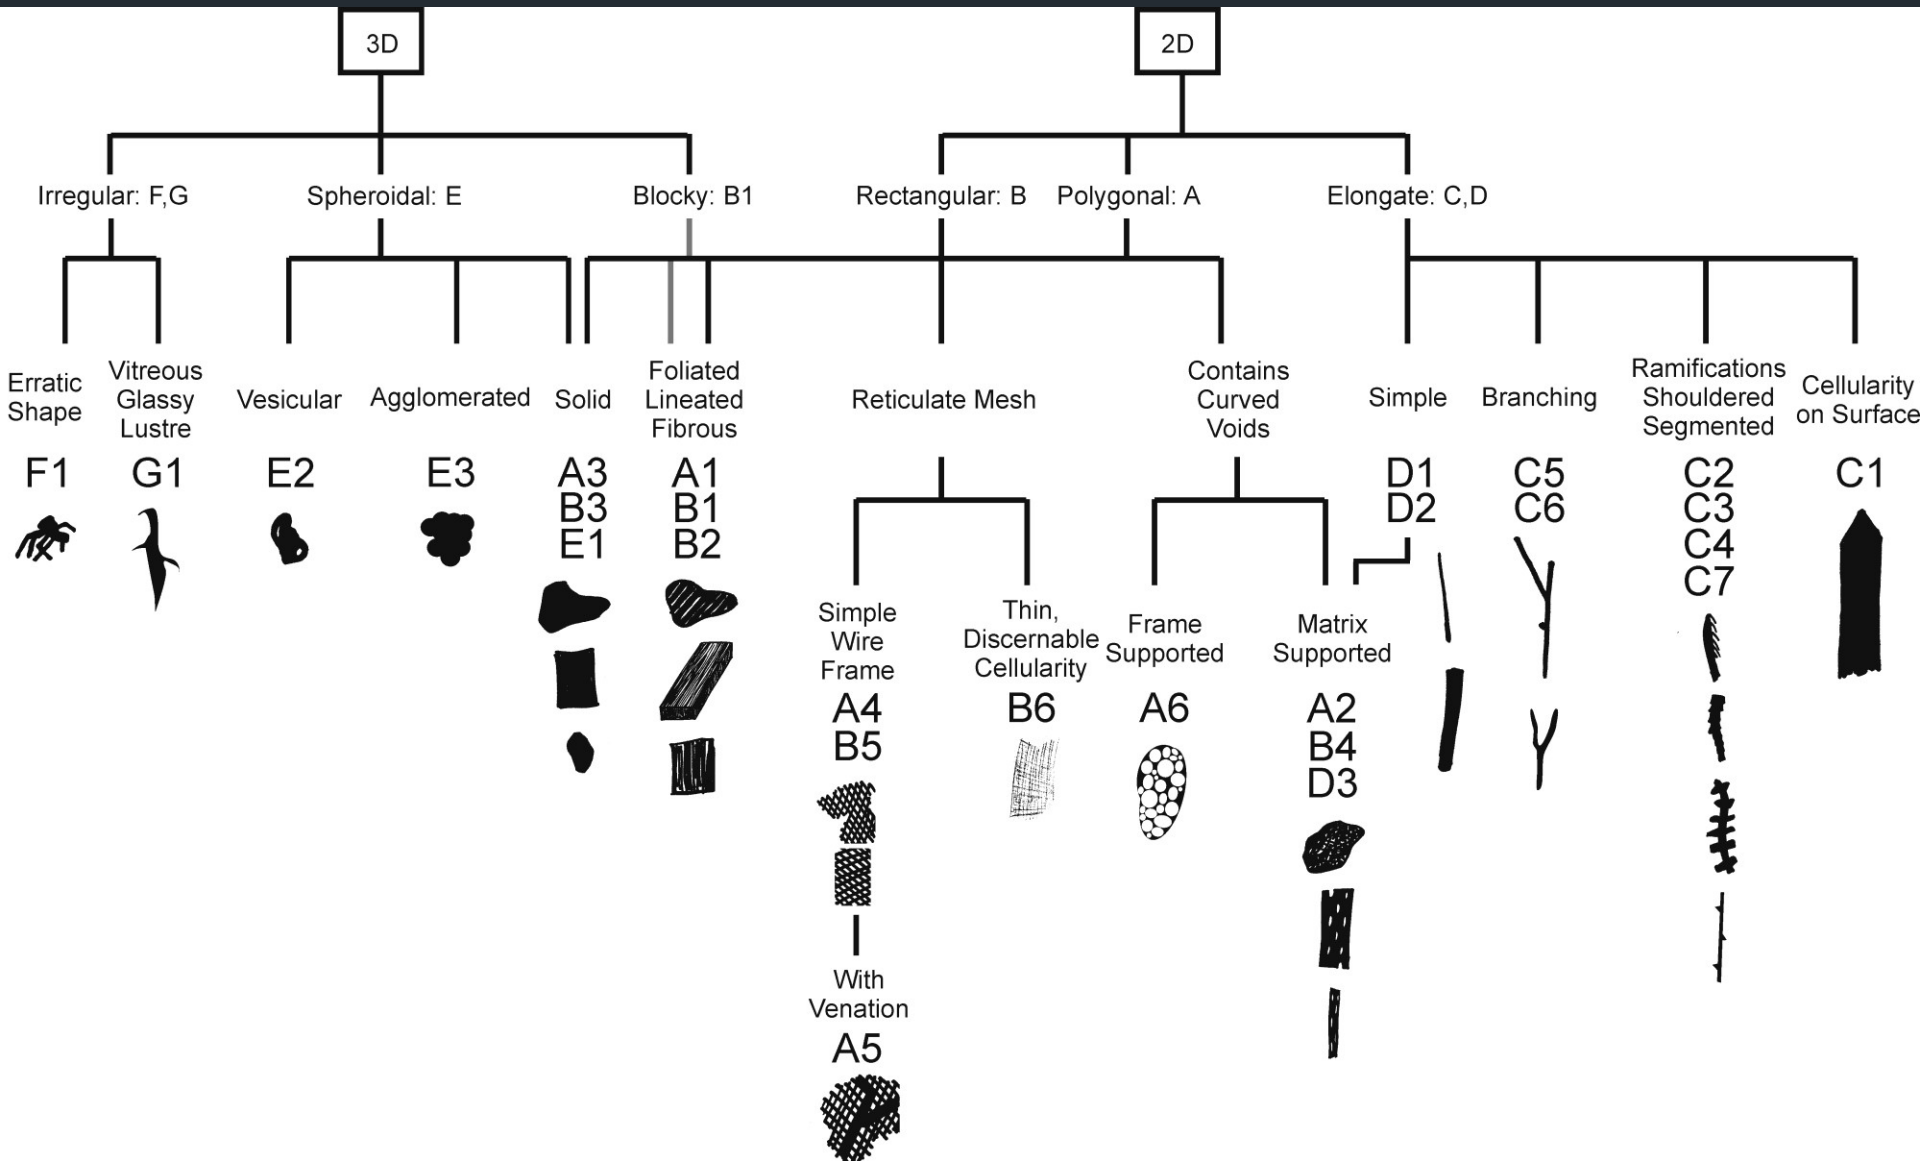 3D
2D
Irregular: F,G
Spheroidal: E
Blocky: B1
Rectangular: B
Polygonal: A
Elongate: C,D
Erratic
Shape
F1
Vitreous
Glassy
Lustre
G1
Vesicular
E2
Agglomerated
E3
Solid
A3
B3
E1
Foliated
Lineated
Fibrous
A1
B1
B2
Reticulate Mesh
Simple
Wire
Frame
A4
B5
With
Venation
A5
Thin,
Discernable
Cellularity
B6
Contains
Curved
Voids
Frame
Supported
A6
Matrix
Supported
A2
B4
D3
Simple
D1
D2
Branching
C5
C6
Ramifications
Shouldered
Segmented
C2
C3
C4
C7
Cellularity
on Surface
C1